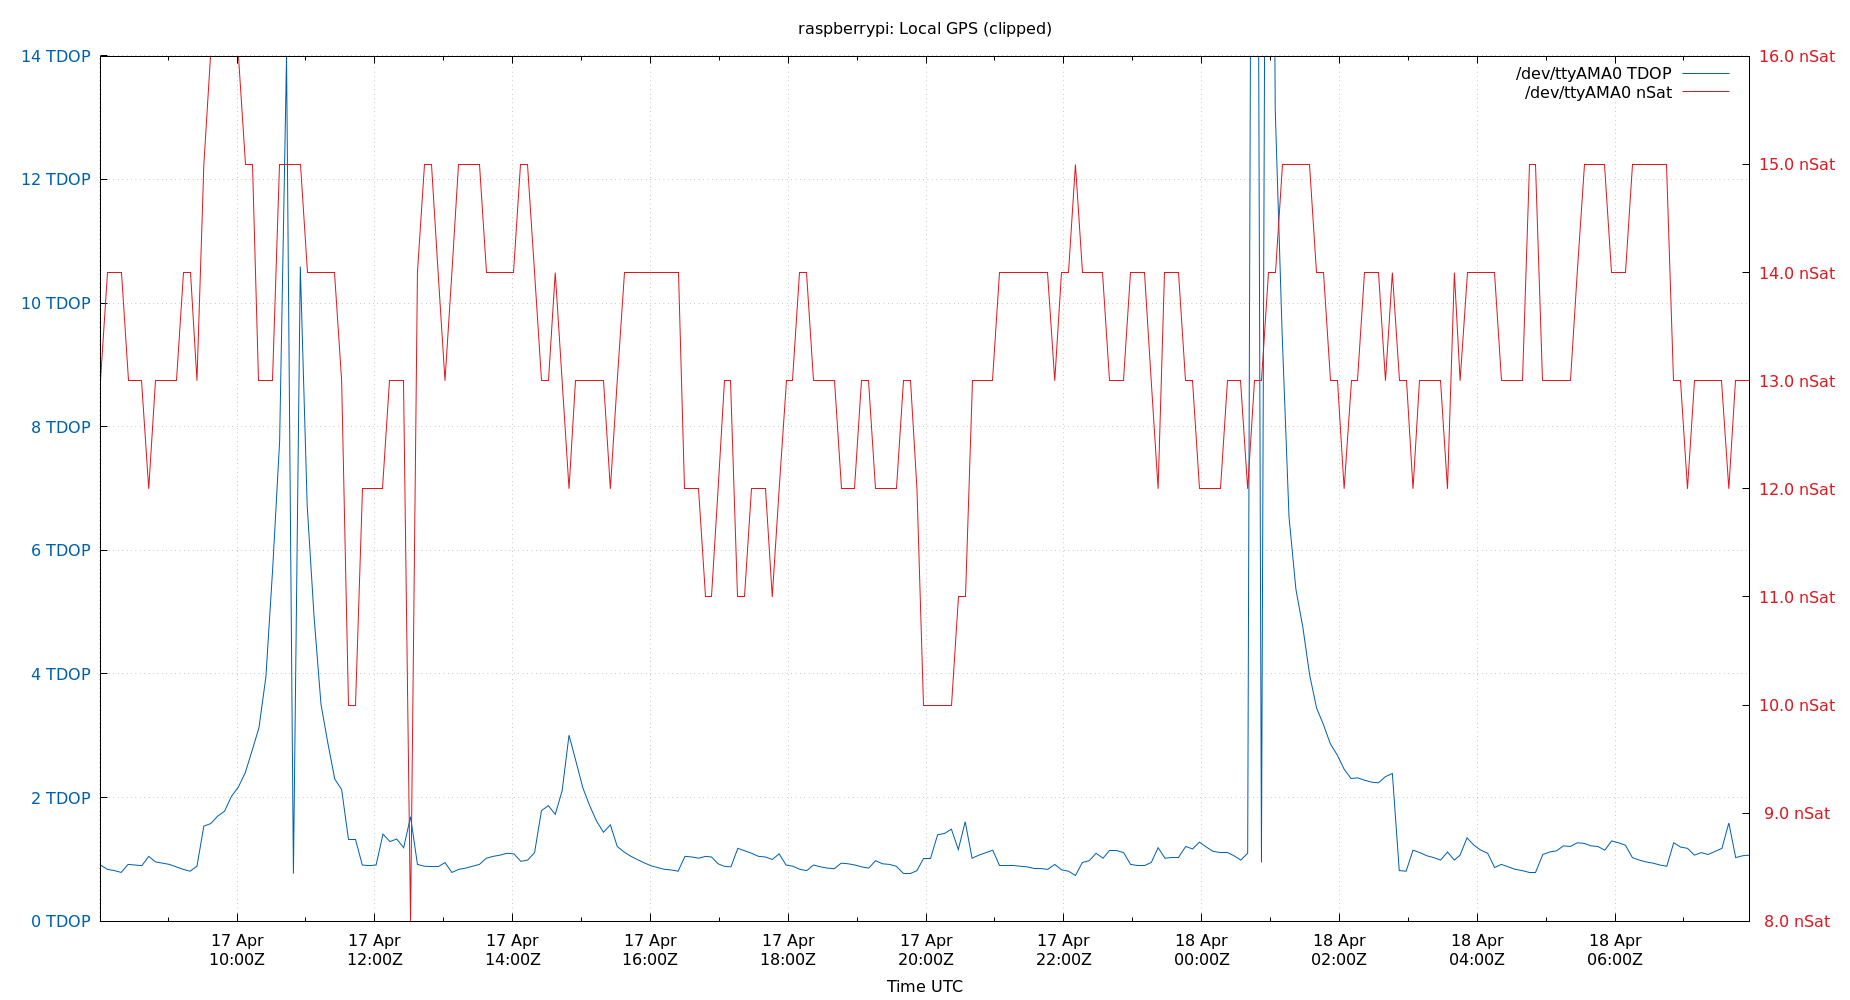 raspberrypi: Local GPS (clipped)
14 TDOP
12 TDOP
10 TDOP
8 TDOP
6 TDOP
4 TDOP
2 TDOP
0 TDOP
16.0 nSat
15.0 nSat
14.0 nSat
13.0 nSat
12.0 nSat
11.0 nSat
10.0 nSat
9.0 nSat
8.0 nSat
/dev/ttyAMA0 TDOP
/dev/ttyAMA0 nSat
17 Apr
10:00Z
17 Apr
12:00Z
17 Apr
14:00Z
17 Apr
16:00Z
17 Apr
18:00Z
17 Apr
20:00Z
17 Apr
22:00Z
18 Apr
00:00Z
18 Apr
02:00Z
18 Apr
04:00Z
18 Apr
06:00Z
Time UTC